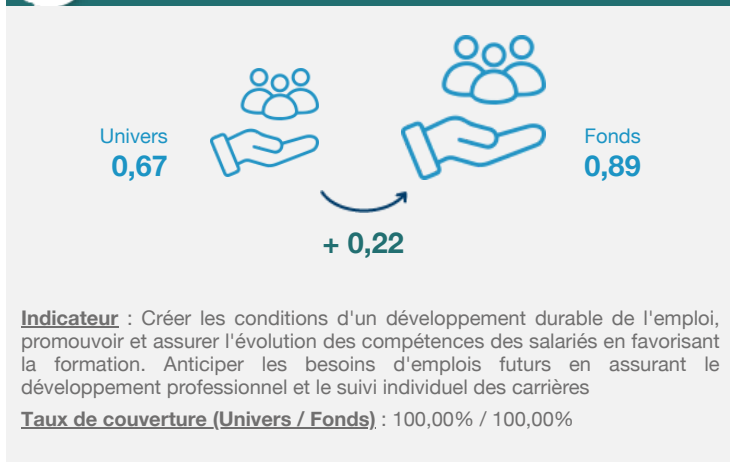 Univers
0,67
Fonds
0,89
+ 0,22
Indicateur : Créer les conditions d'un développement durable de l'emploi,
promouvoir et assurer l'évolution des compétences des salariés en favorisant
la formation. Anticiper les besoins d'emplois futurs en assurant le
développement professionnel et le suivi individuel des carrières
Taux de couverture (Univers / Fonds) : 100,00% / 100,00%